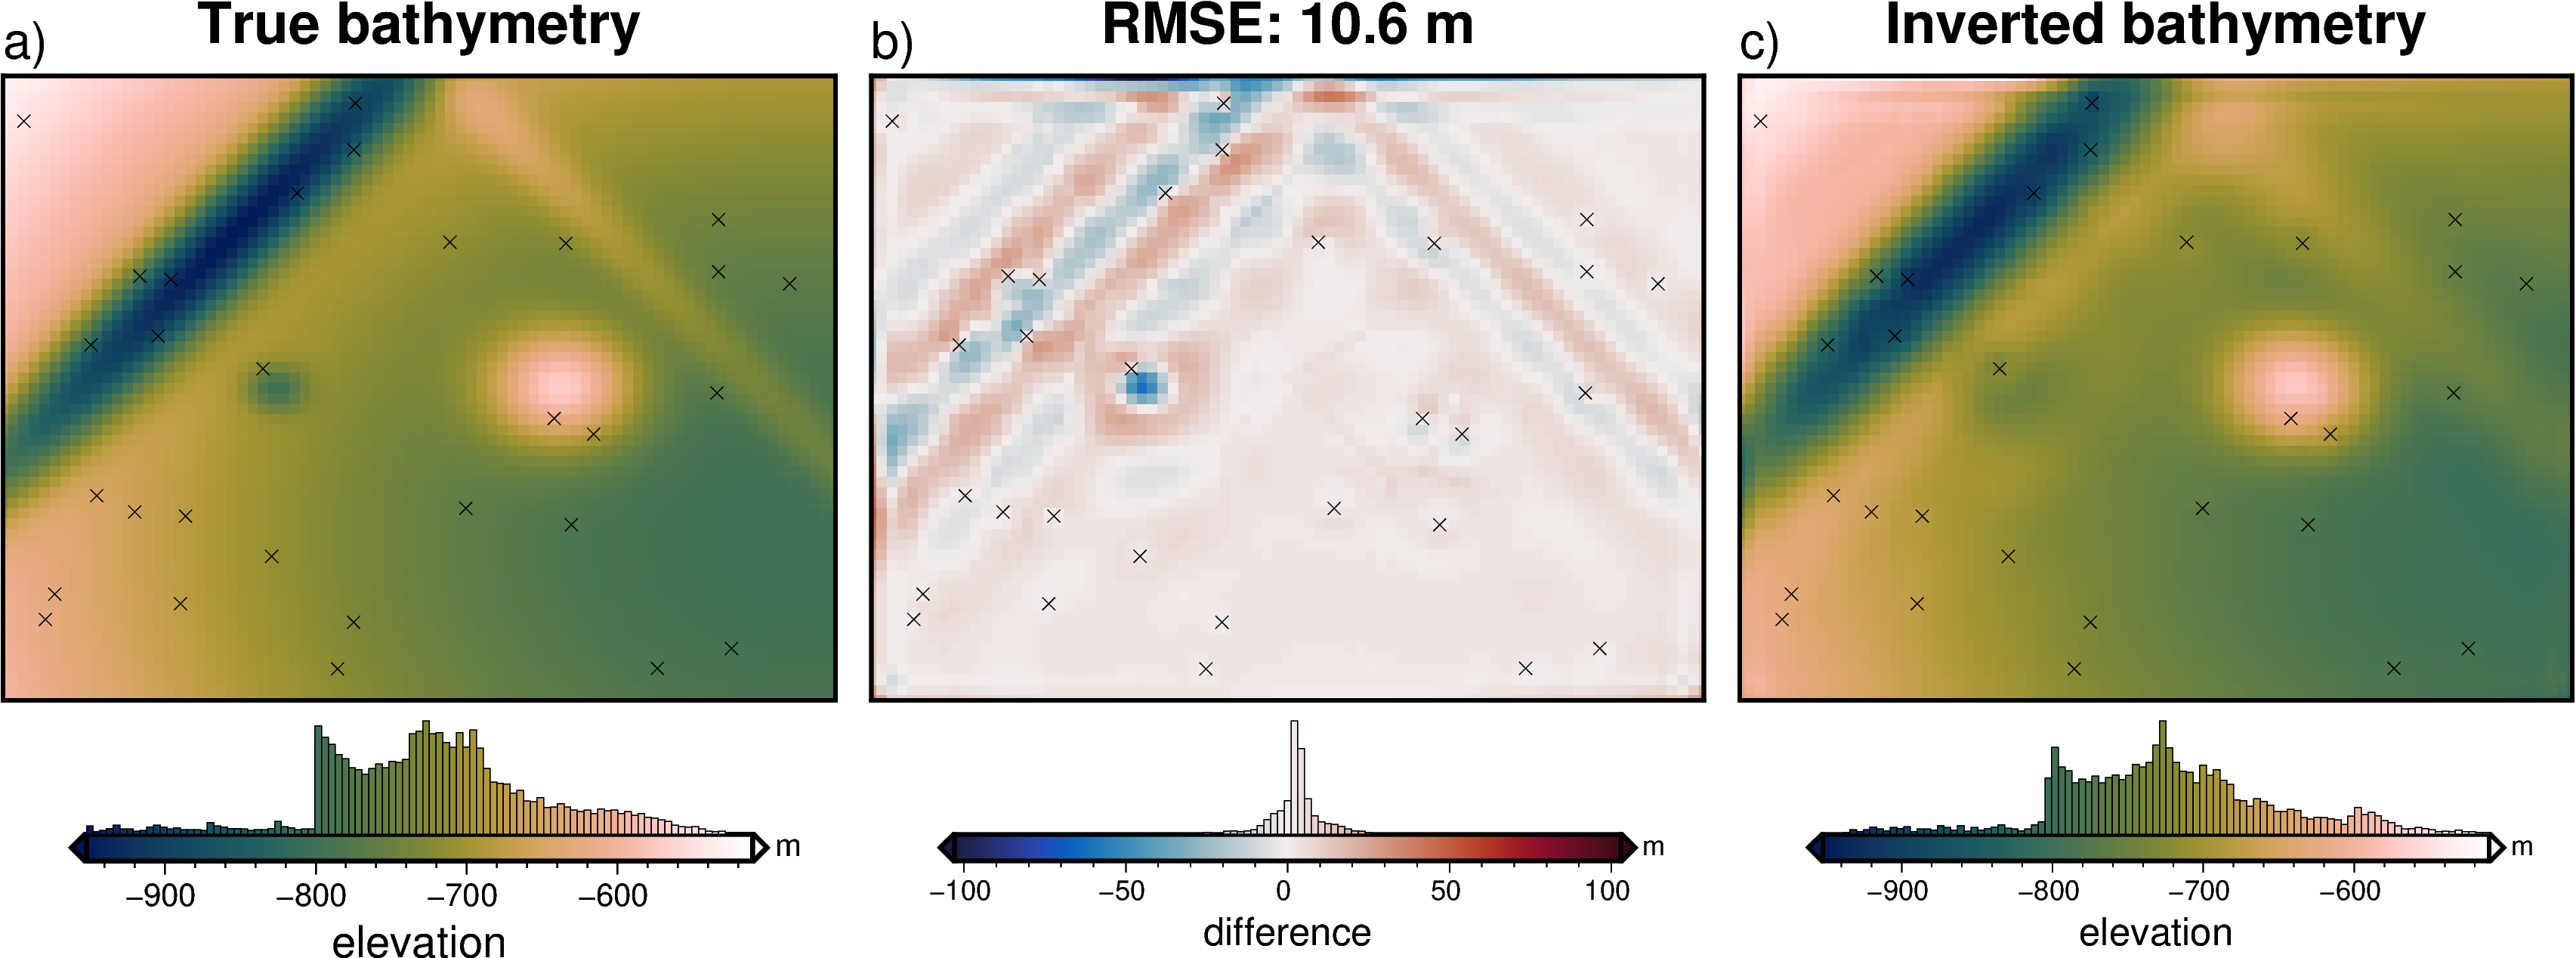 a)
True bathymetry
b)
RMSE: 10.6 m
c)
Inverted bathymetry
m
−900 −800 −700 −600
elevation
m
−100 −50 0 50 100
difference
m
−900 −800 −700 −600
elevation